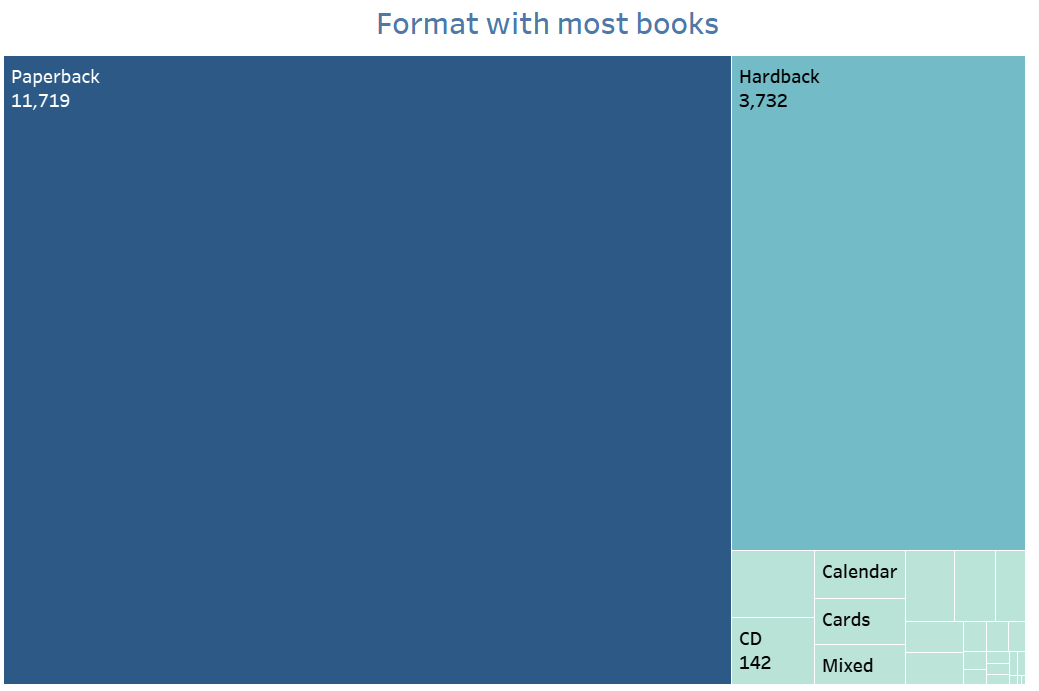 Format with most books
Paperback
11,719
Hardback
3,732
Calendar
Cards
CD
142
Mixed